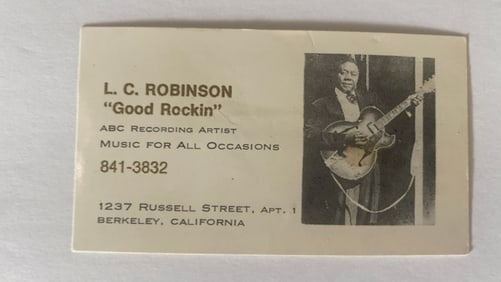 L. C. ROBINSON
"Good Rockin"
ABC RECORDING ARTIST
MUSIC FOR ALL OCCASIONS
841-3832
1237 RUSSELL STREET, APT. 1
BERKELEY, CALIFORNIA